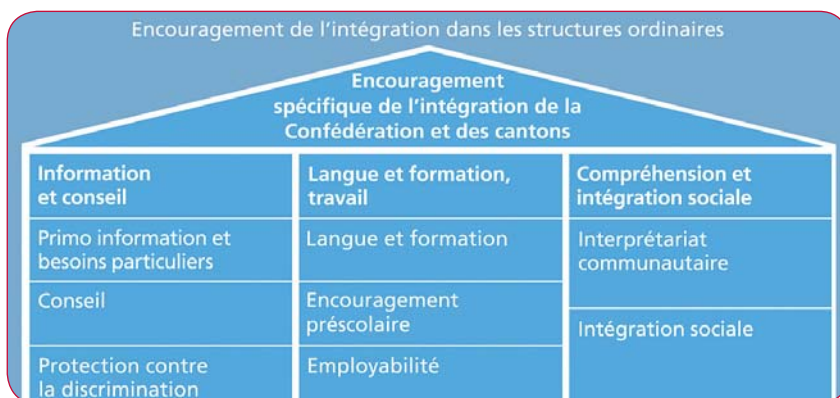 Encouragement de l'intégration dans les structures ordinaires
Encouragement
spécifique de l'intégration de la
Confédération et des cantons
Information
et conseil
Primo information et
besoins particuliers
Conseil
Protection contre
la discrimination
Langue et formation,
travail
Langue et formation
Encouragement
préscolaire
Employabilité
Compréhension et
intégration sociale
Interprétariat
communautaire
Intégration sociale